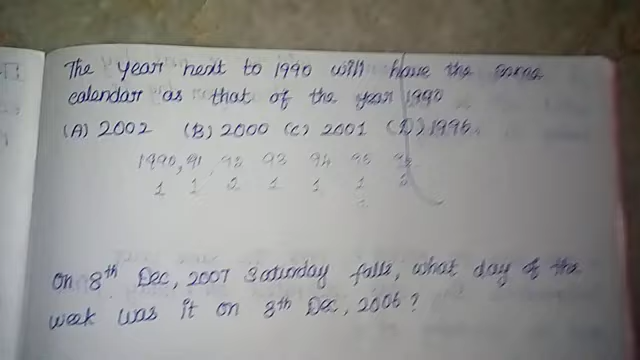 The year next to 1990 will have the same
calendar as that of the year 1990
(A) 2002 (B) 2000 (C) 2001 (D) 1996
1990, 91, 92 93 94 95
1 1 2 1 1 1 2
On 8th Dec, 2007 Saturday falls, what day of the
week was it on 8th Dec, 2006?